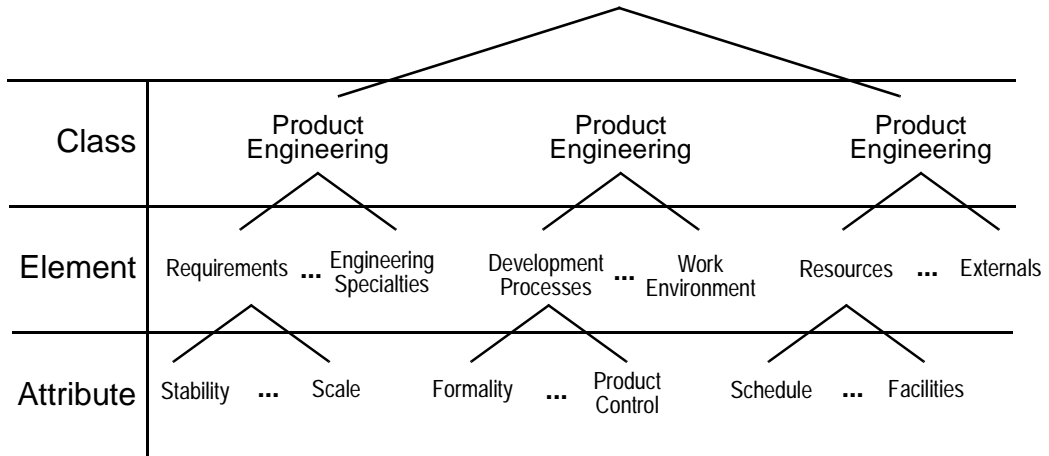 Class
Product
Engineering
Product
Engineering
Product
Engineering
Element
Requirements ... Engineering
Specialties
Development
Processes ... Work
Environment
Resources ... Externals
Attribute
Stability ... Scale
Formality ... Product
Control
Schedule ... Facilities